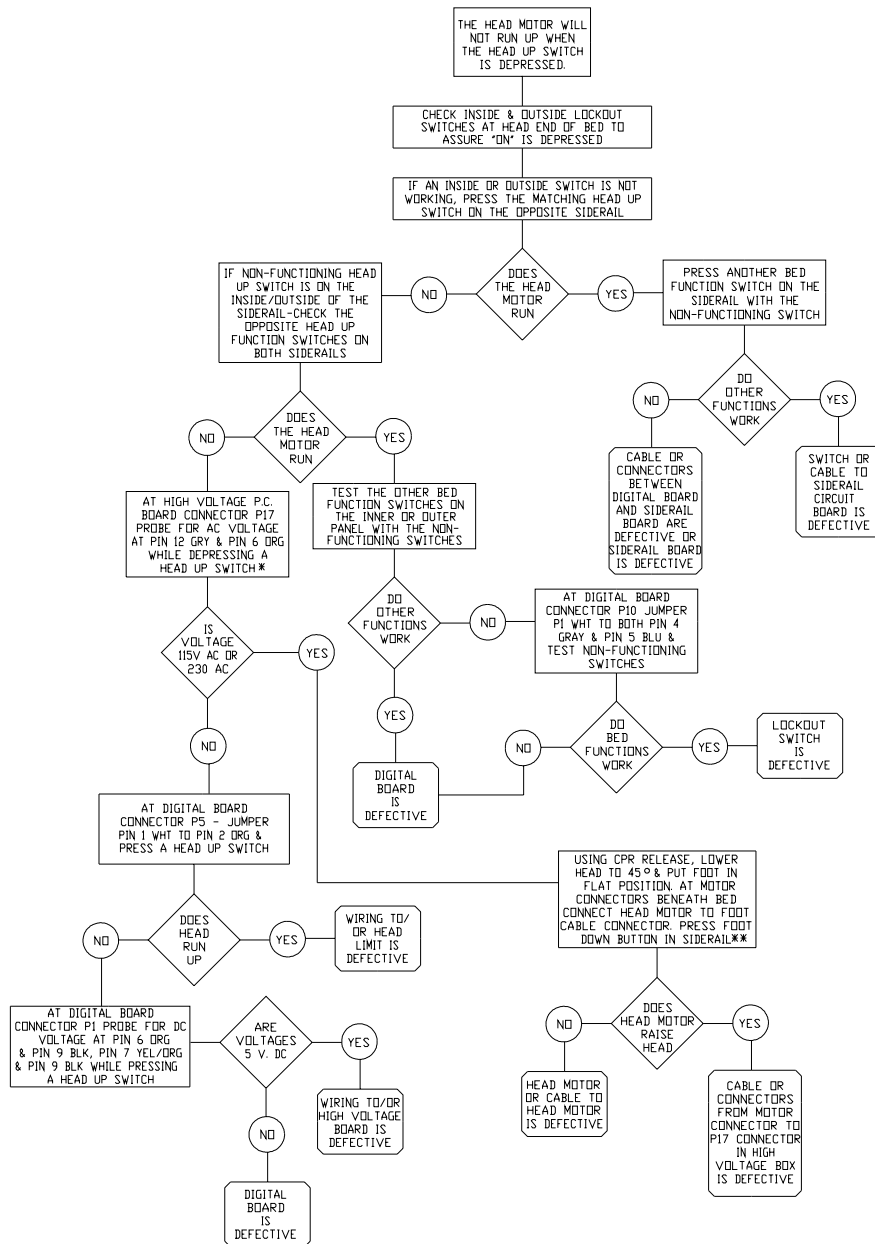 THE HEAD MOTOR WILL
NOT RUN UP WHEN
THE HEAD UP SWITCH
IS DEPRESSED.
CHECK INSIDE & OUTSIDE LOCKOUT
SWITCHES AT HEAD END OF BED TO
ASSURE "ON" IS DEPRESSED
IF AN INSIDE OR OUTSIDE SWITCH IS NOT
WORKING, PRESS THE MATCHING HEAD UP
SWITCH ON THE OPPOSITE SIDERAIL
DOES
THE HEAD
MOTOR
RUN
NO
YES
IF NON-FUNCTIONING HEAD
UP SWITCH IS ON THE
INSIDE/OUTSIDE OF THE
SIDERAIL-CHECK THE
OPPOSITE HEAD UP
FUNCTION SWITCHES ON
BOTH SIDERAILS
PRESS ANOTHER BED
FUNCTION SWITCH ON THE
SIDERAIL WITH THE
NON-FUNCTIONING SWITCH
DO
OTHER
FUNCTIONS
WORK
NO
YES
CABLE OR
CONNECTORS
BETWEEN
DIGITAL BOARD
AND SIDERAIL
BOARD ARE
DEFECTIVE OR
SIDERAIL BOARD
IS DEFECTIVE
SWITCH OR
CABLE TO
SIDERAIL
CIRCUIT
BOARD IS
DEFECTIVE
DOES
THE HEAD
MOTOR
RUN
NO
YES
AT HIGH VOLTAGE P.C.
BOARD CONNECTOR P17
PROBE FOR AC VOLTAGE
AT PIN 12 GRY & PIN 6 ORG
WHILE DEPRESSING A
HEAD UP SWITCH*
TEST THE OTHER BED
FUNCTION SWITCHES ON
THE INNER OR OUTER
PANEL WITH THE NON-
FUNCTIONING SWITCHES
DO
OTHER
FUNCTIONS
WORK
NO
YES
AT DIGITAL BOARD
CONNECTOR P10 JUMPER
P1 WHT TO BOTH PIN 4
GRAY & PIN 5 BLU &
TEST NON-FUNCTIONING
SWITCHES
IS
VOLTAGE
115V AC OR
230 AC
YES
NO
DO
BED
FUNCTIONS
WORK
NO
YES
LOCKOUT
SWITCH
IS
DEFECTIVE
DIGITAL
BOARD
IS
DEFECTIVE
AT DIGITAL BOARD
CONNECTOR P5 - JUMPER
PIN 1 WHT TO PIN 2 ORG &
PRESS A HEAD UP SWITCH
USING CPR RELEASE, LOWER
HEAD TO 45° & PUT FOOT IN
FLAT POSITION. AT MOTOR
CONNECTORS BENEATH BED
CONNECT HEAD MOTOR TO FOOT
CABLE CONNECTOR. PRESS FOOT
DOWN BUTTON IN SIDERAIL**
DOES
HEAD
RUN
UP
NO
YES
WIRING TO/
OR HEAD
LIMIT IS
DEFECTIVE
AT DIGITAL BOARD
CONNECTOR P1 PROBE FOR DC
VOLTAGE AT PIN 6 ORG
& PIN 9 BLK, PIN 7 YEL/ORG
& PIN 9 BLK WHILE PRESSING
A HEAD UP SWITCH
ARE
VOLTAGES
5 V. DC
YES
NO
WIRING TO/OR
HIGH VOLTAGE
BOARD IS
DEFECTIVE
DIGITAL
BOARD
IS
DEFECTIVE
DOES
HEAD MOTOR
RAISE
HEAD
NO
YES
HEAD MOTOR
OR CABLE TO
HEAD MOTOR
IS DEFECTIVE
CABLE OR
CONNECTORS
FROM MOTOR
CONNECTOR TO
P17 CONNECTOR
IN HIGH
VOLTAGE BOX
IS DEFECTIVE